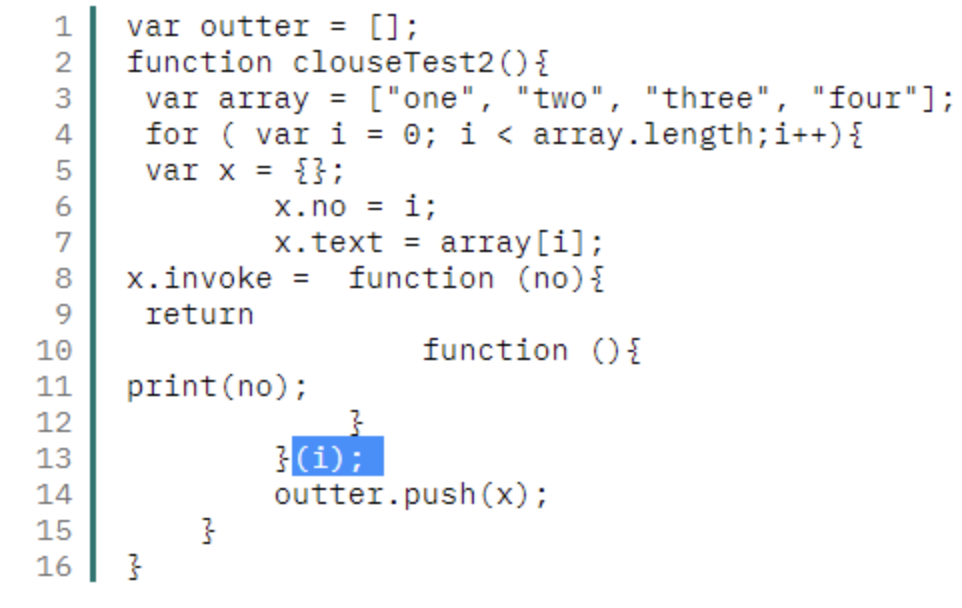 1 var outter = [];
2 function clouseTest2(){
3 var array = ["one", "two", "three", "four"];
4 for ( var i = 0; i < array.length;i++){
5 var x = {};
6 x.no = i;
7 x.text = array[i];
8 x.invoke =  function (no){
9 return
10 function (){
11 print(no);
12 }
13 }(i);
14 outter.push(x);
15 }
16 }